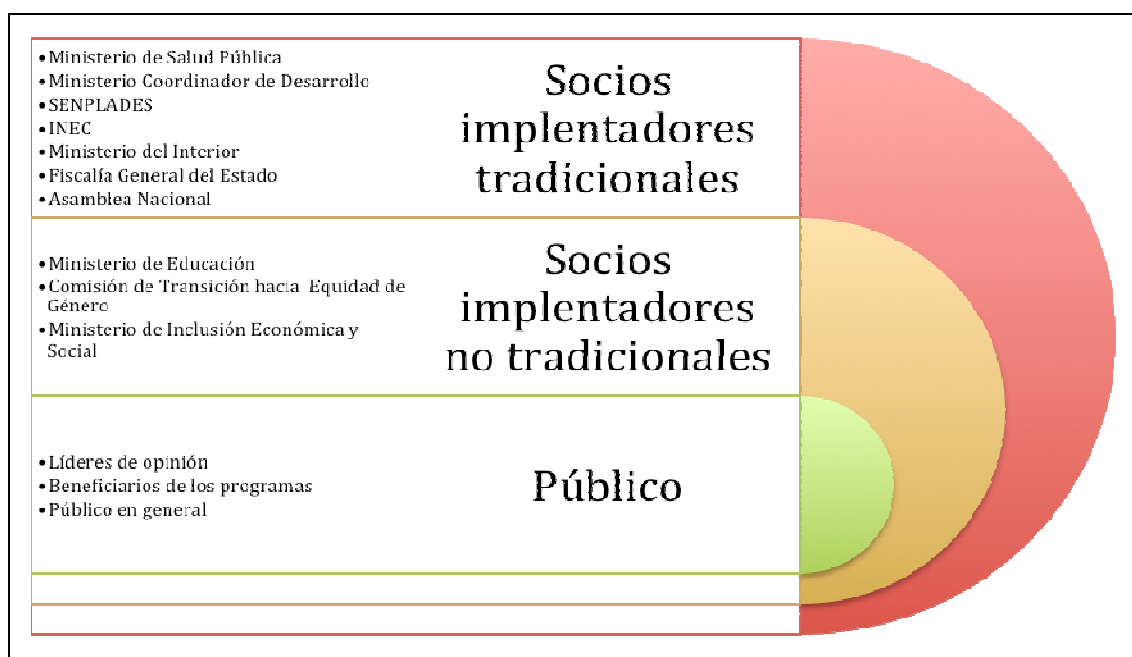 •Ministerio de Salud Pública
•Ministerio Coordinador de Desarrollo
•SENPLADES
•INEC
•Ministerio del Interior
•Fiscalía General del Estado
•Asamblea Nacional
Socios
implentadores
tradicionales
•Ministerio de Educación
•Comisión de Transición hacia Equidad de
Género
•Ministerio de Inclusión Económica y
Social
Socios
implentadores
no tradicionales
•Líderes de opinión
•Beneficiarios de los programas
•Público en general
Público